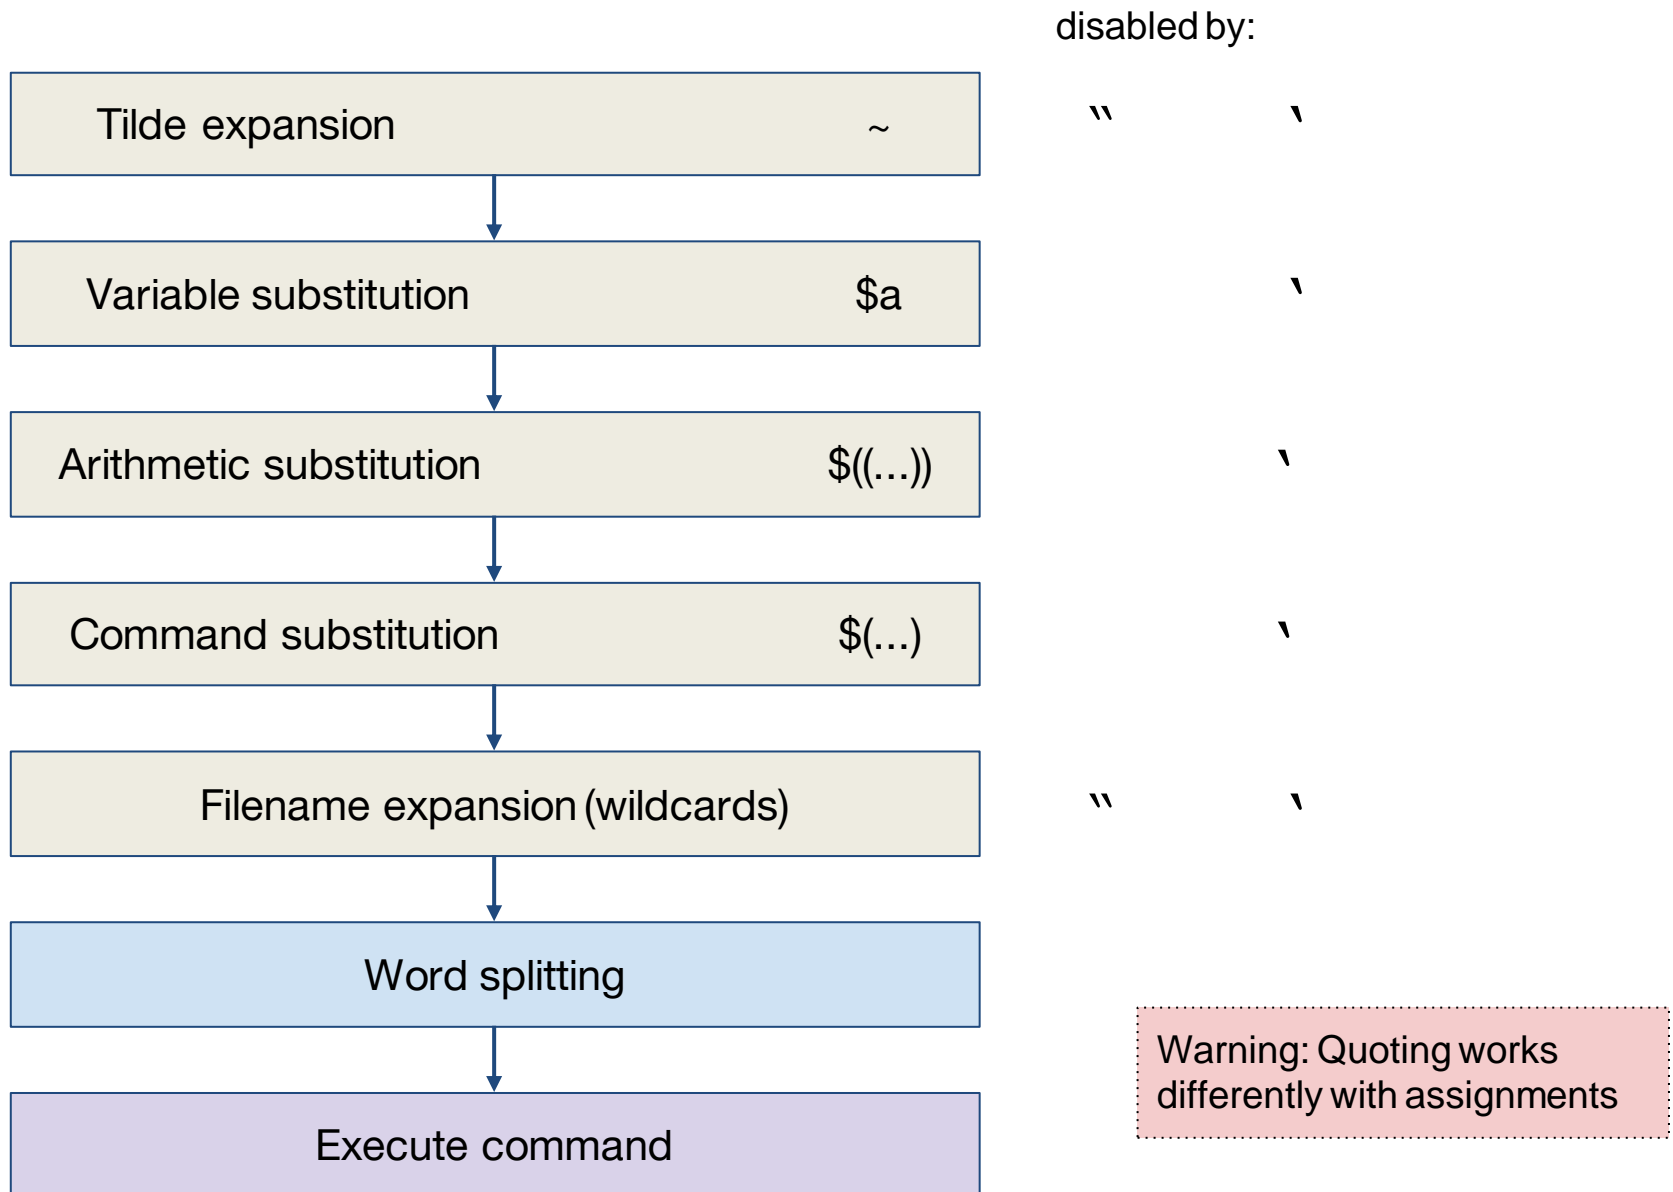 disabled by:
Tilde expansion ~ `` `
Variable substitution $a `
Arithmetic substitution $((...)) `
Command substitution $(...) `
Filename expansion (wildcards) `` `
Word splitting
Warning: Quoting works
differently with assignments
Execute command